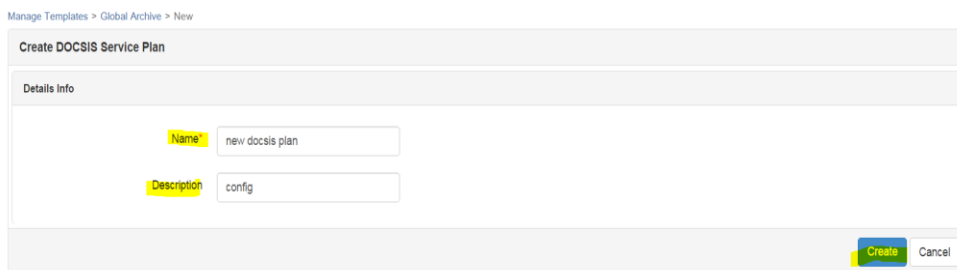 Manage Templates > Global Archive > New
Create DOCSIS Service Plan
Details Info
Name* new docsis plan
Description config
Create Cancel